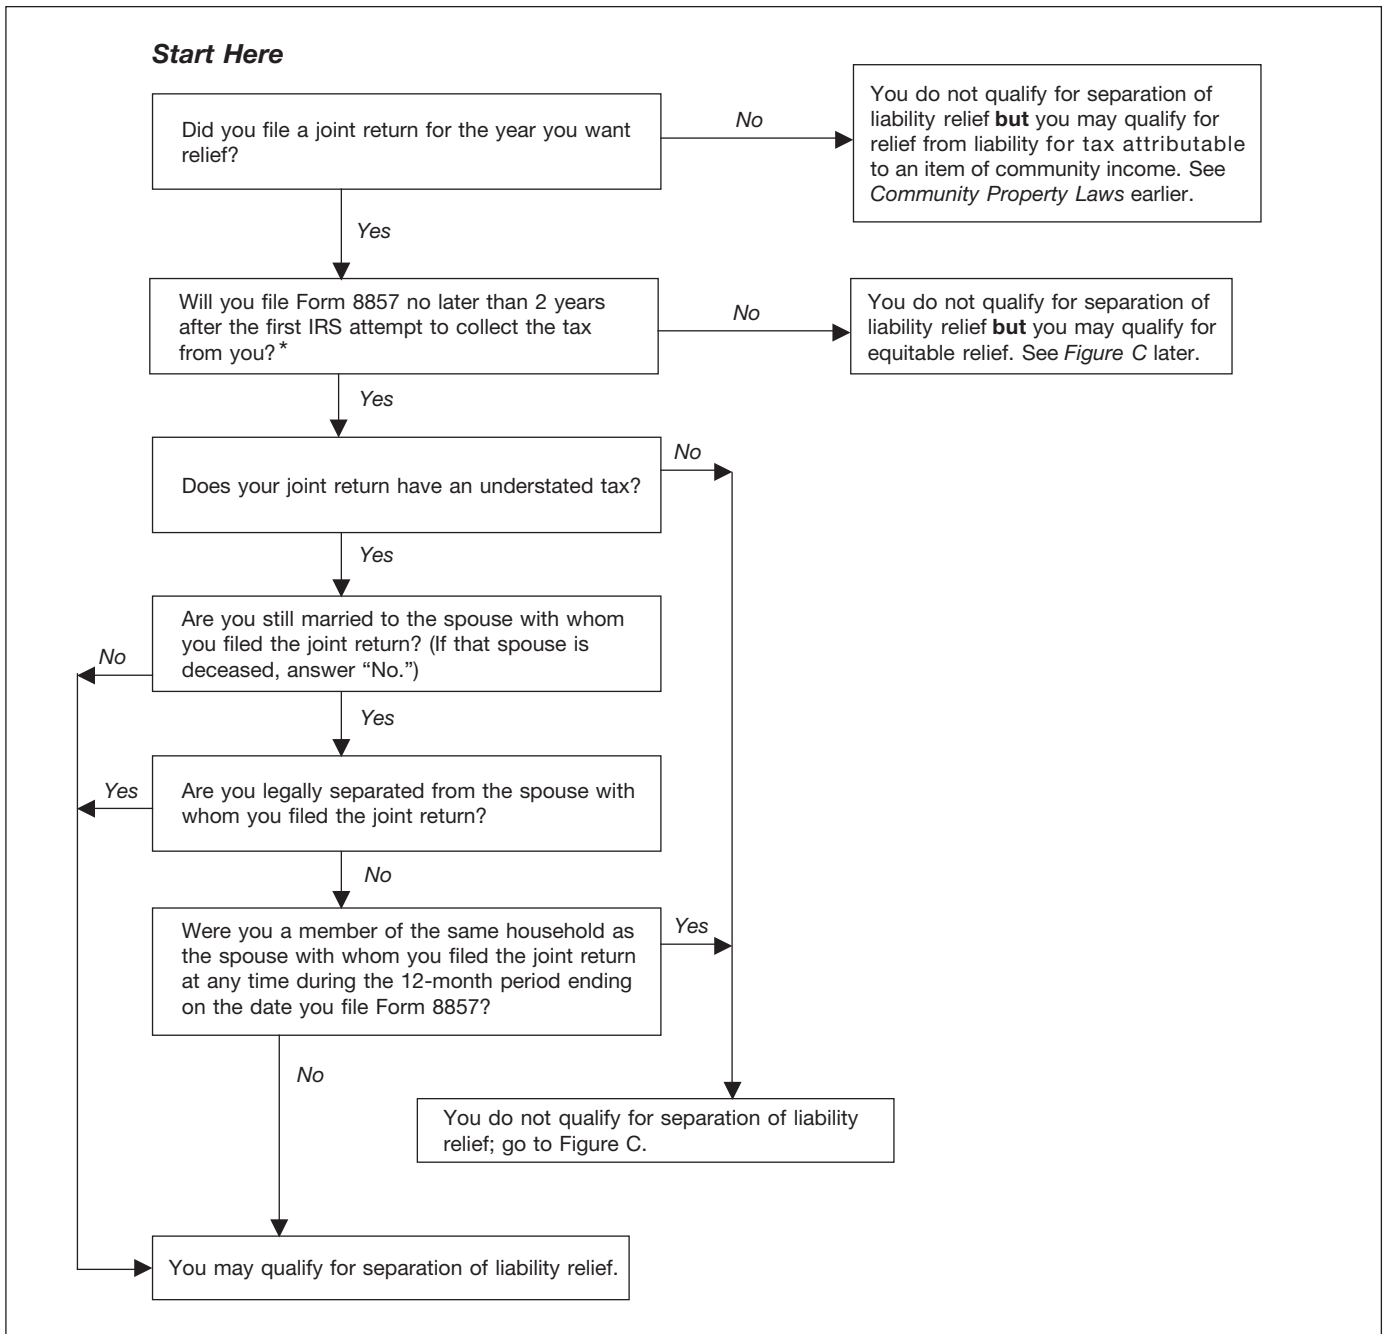 Start Here
Did you file a joint return for the year you want
relief?
No
You do not qualify for separation of
liability relief but you may qualify for
relief from liability for tax attributable
to an item of community income. See
Community Property Laws earlier.
Yes
Will you file Form 8857 no later than 2 years
after the first IRS attempt to collect the tax
from you?*
No
You do not qualify for separation of
liability relief but you may qualify for
equitable relief. See Figure C later.
Yes
Does your joint return have an understated tax?
No
Yes
Are you still married to the spouse with whom
you filed the joint return? (If that spouse is
deceased, answer “No.”)
No
Yes
Are you legally separated from the spouse with
whom you filed the joint return?
Yes
No
Were you a member of the same household as
the spouse with whom you filed the joint return
at any time during the 12-month period ending
on the date you file Form 8857?
Yes
No
You do not qualify for separation of liability
relief; go to Figure C.
You may qualify for separation of liability relief.